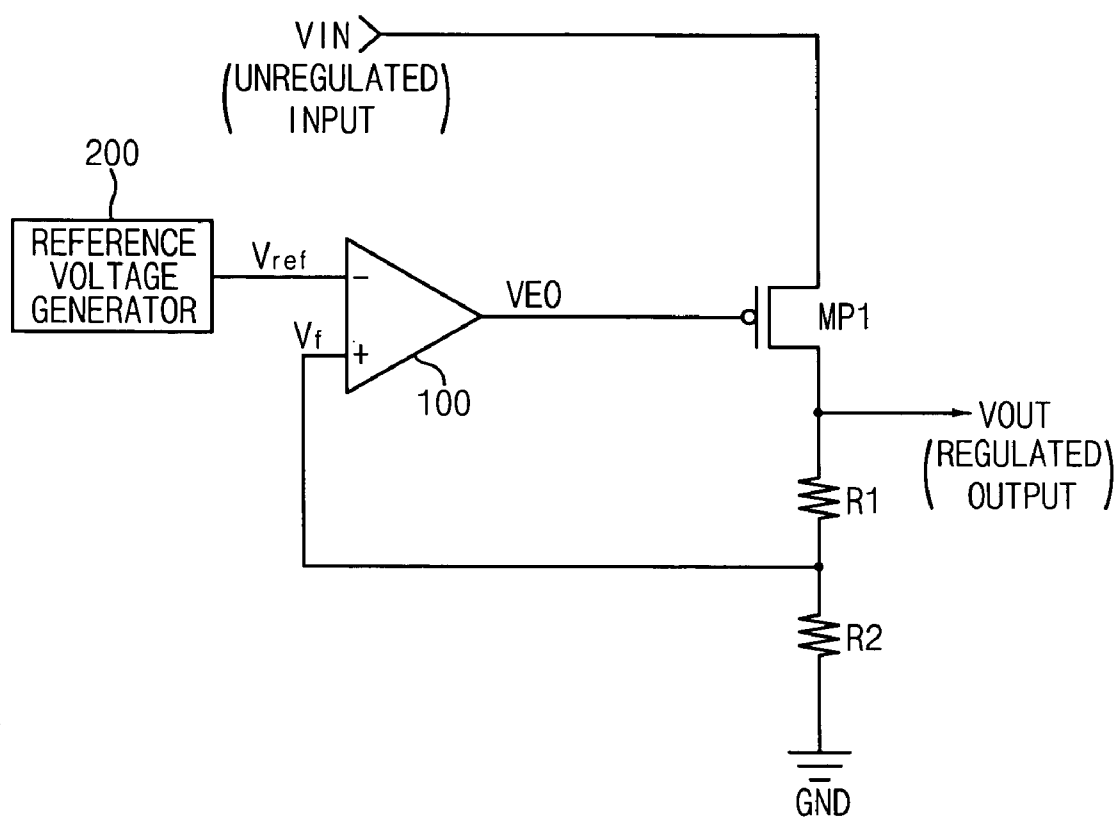 VIN
(UNREGULATED
INPUT)
200
REFERENCE
VOLTAGE
GENERATOR
Vref
−
Vf
+
100
VEO
MP1
VOUT
(REGULATED
OUTPUT)
R1
R2
GND